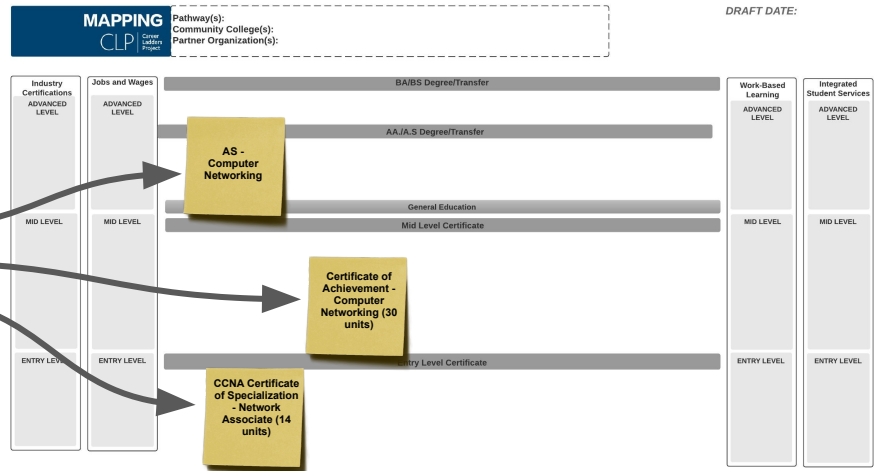 MAPPING
CLP Career Ladders Project
Pathway(s):
Community College(s):
Partner Organization(s):
DRAFT DATE:
Industry Certifications
ADVANCED LEVEL
MID LEVEL
ENTRY LEVEL
Jobs and Wages
ADVANCED LEVEL
MID LEVEL
ENTRY LEVEL
BA/BS Degree/Transfer
AA./A.S Degree/Transfer
AS -
Computer
Networking
General Education
Mid Level Certificate
Certificate of
Achievement -
Computer
Networking (30
units)
Entry Level Certificate
CCNA Certificate
of Specialization
- Network
Associate (14
units)
Work-Based
Learning
ADVANCED
LEVEL
MID LEVEL
ENTRY LEVEL
Integrated
Student Services
ADVANCED
LEVEL
MID LEVEL
ENTRY LEVEL